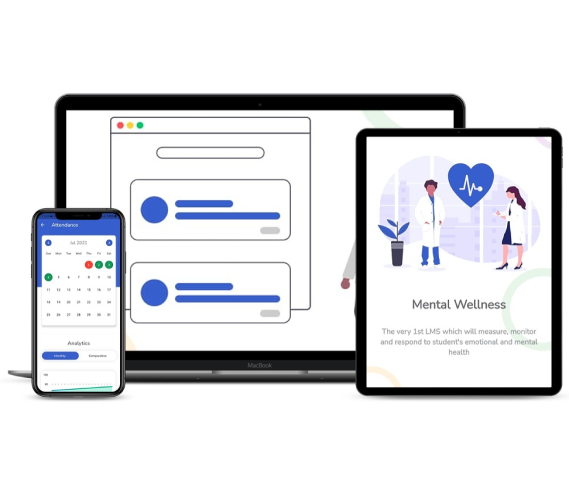 Attendance
Jul 2021
Sun Mon Tue Wed Thu Fri Sat
1 2 3
4 5 6 7 8 9 10
11 12 13 14 15 16 17
18 19 20 21 22 23 24
25 26 27 28 29 30 31
Analytics
Monthly
MacBook
Mental Wellness
The very 1st LMS which will measure, monitor
and respond to student's emotional and mental
health